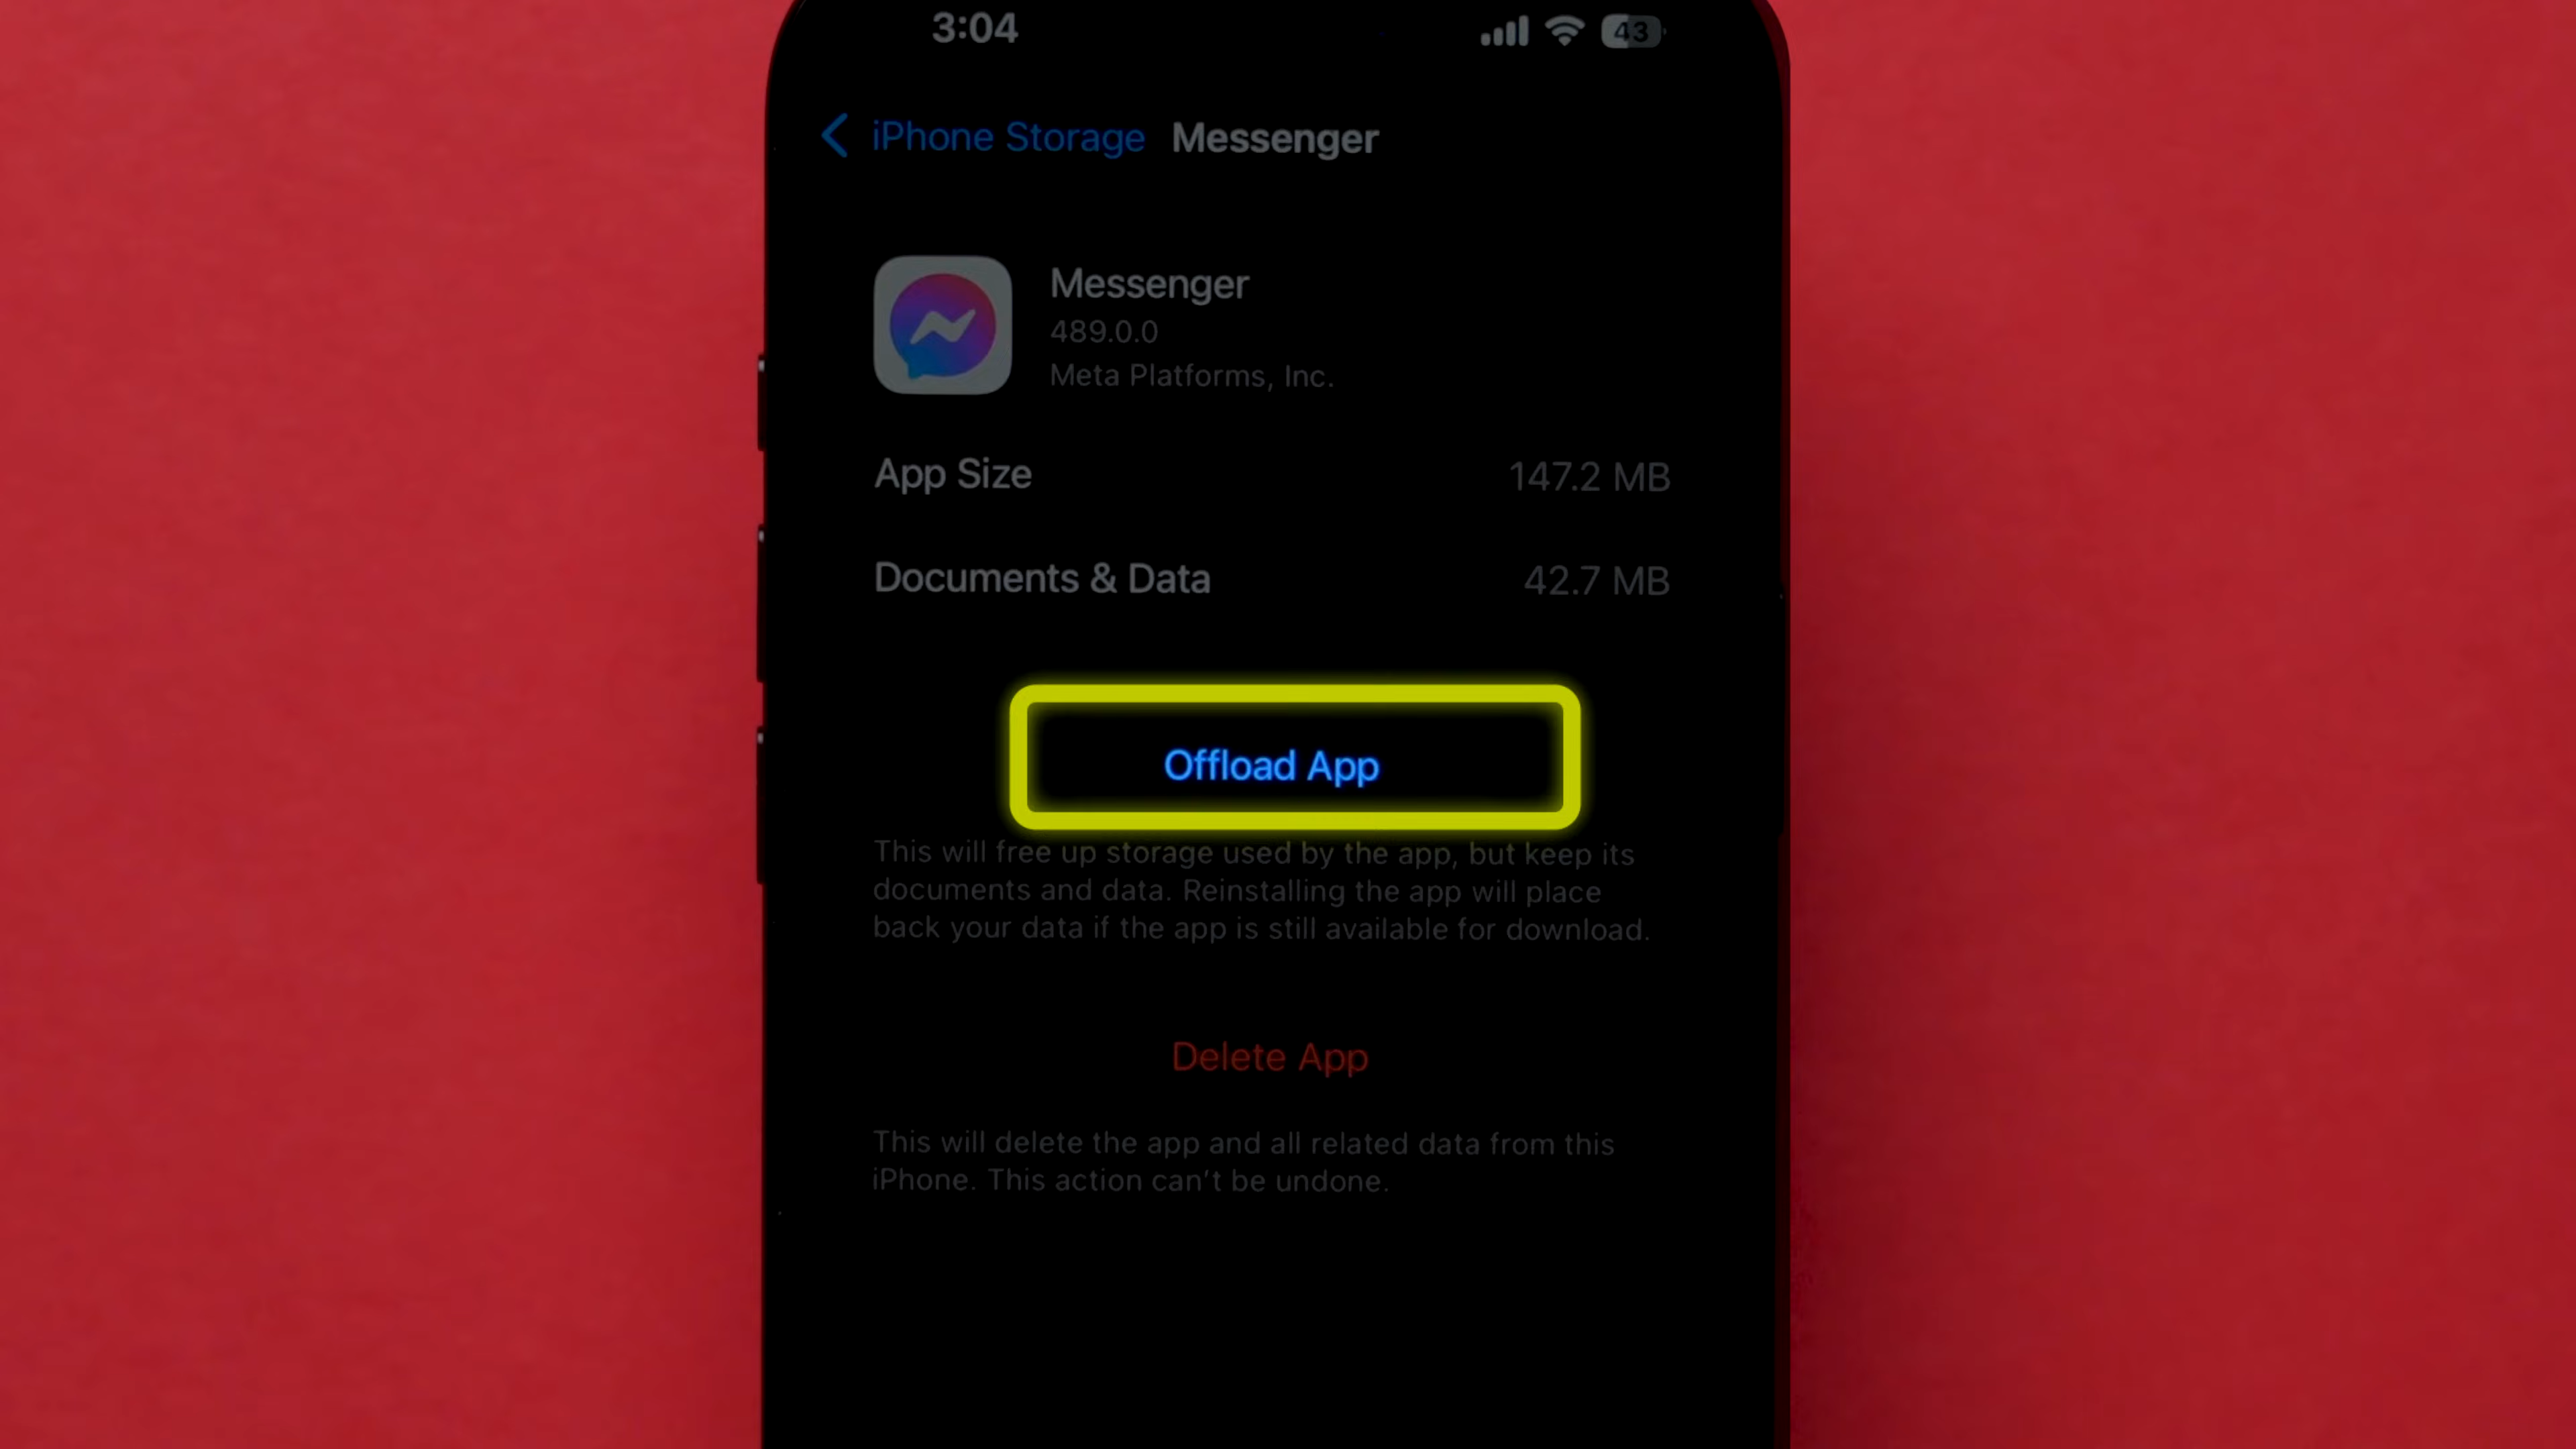 3:04
43
iPhone Storage Messenger
Messenger
489.0.0
Meta Platforms, Inc.
App Size 147.2 MB
Documents & Data 42.7 MB
Offload App
This will free up storage used by the app, but keep its
documents and data. Reinstalling the app will place
back your data if the app is still available for download.
Delete App
This will delete the app and all related data from this
iPhone. This action can't be undone.